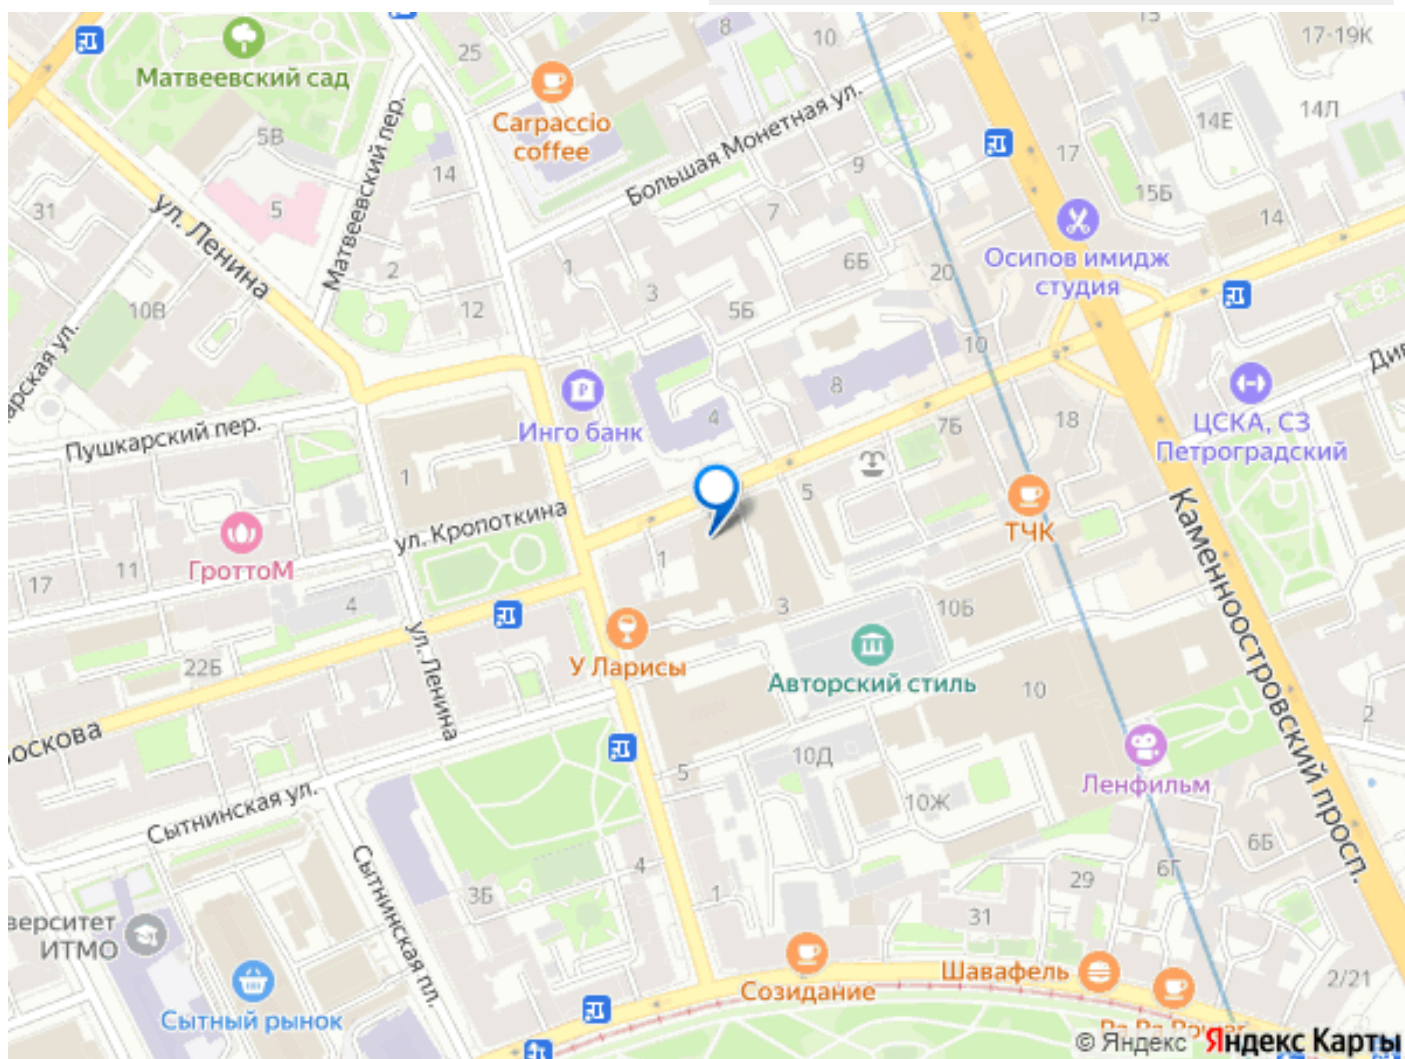 25
8
10
15
17-19К
Матвеевский сад
Carpaccio
coffee
Большая Монетная ул.
14Е
14Л
5В
Матвеевский пер.
14
9
17
15Б
31
5
ул. Ленина
7
14
Осипов имидж
студия
2
1
6Б
20
3
5Б
10В
12
10
8
Пушкарский пер.
Инго банк
4
7Б
18
ЦСКА, СЗ
Петроградский
1
5
ТЧК
ул. Кропоткина
17
11
ГроттоМ
1
4
3
10Б
Каменноостровский просп.
22Б
ул. Ленина
У Ларисы
Авторский стиль
10
2
5
10Д
Ленфильм
10Ж
Сытнинская ул.
6Б
Сытнинская пл.
4
3Б
1
29
6Г
31
ИТМО
Сытный рынок
Созидание
Шавафель
2/21
© Яндекс Яндекс Карты